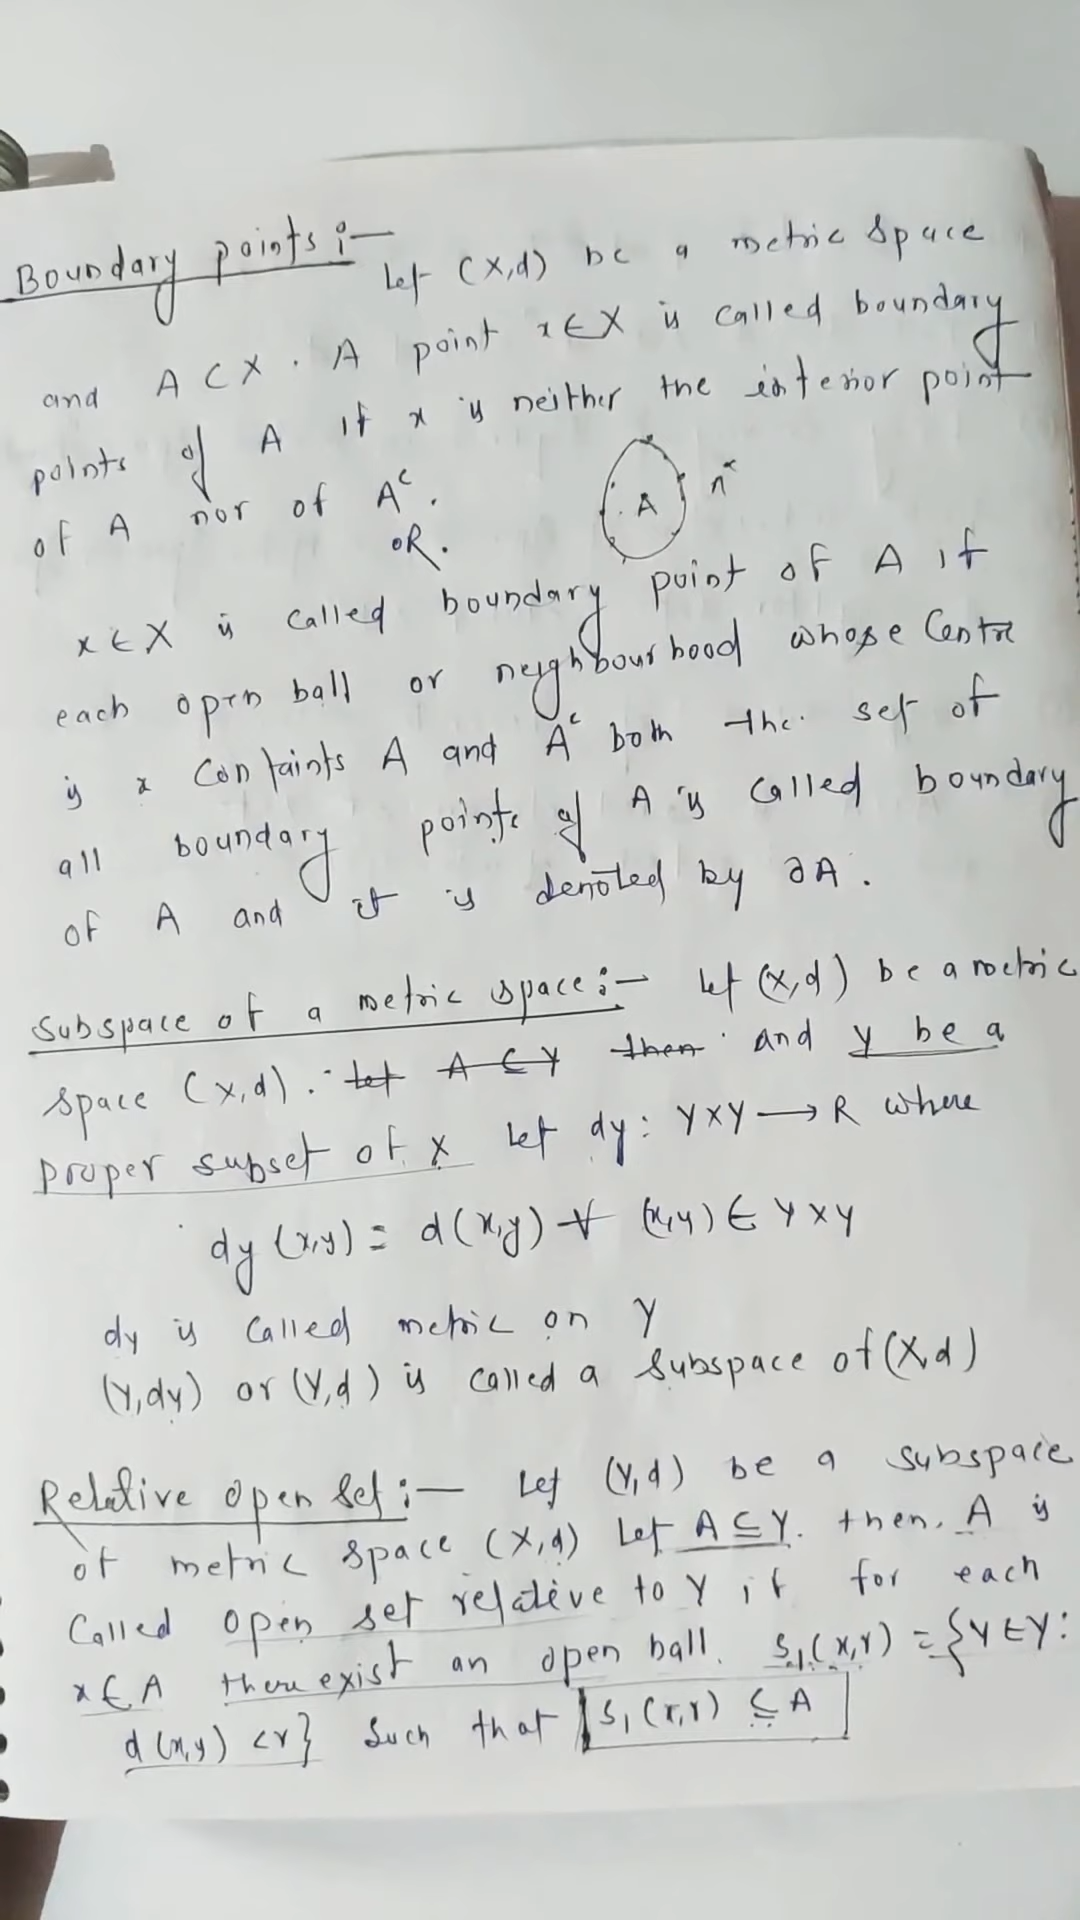 Boundary points :-
Let (X,d) be a metric space
and A ⊂ X . A point x ∈ X is called boundary
points of A if x is neither the interior point
of A nor of Aᶜ.
A
OR.
x ∈ X is called boundary point of A if
each open ball or neighbourhood whose Centre
is x containts A and Aᶜ both the set of
all boundary points of A is called boundary
of A and it is denoted by ∂A .
Subspace of a metric space :- let (X,d) be a metric
space (X,d) . let A ⊆ Y then and Y be a
proper subset of X Let dy : Y×Y → R where
dy (x,y) = d(x,y) ∀ (x,y) ∈ Y×Y
dy is called metric on Y
(Y,dy) or (Y,d) is called a subspace of (X,d)
Relative open set :- Let (Y,d) be a subspace
of metric space (X,d) Let A ⊆ Y. then, A is
Called open set relative to Y if for each
x ∈ A there exist an open ball. S₁(x,r) = {Y ∈ Y :
d(x,y) < r} such that S₁(x,r) ⊆ A